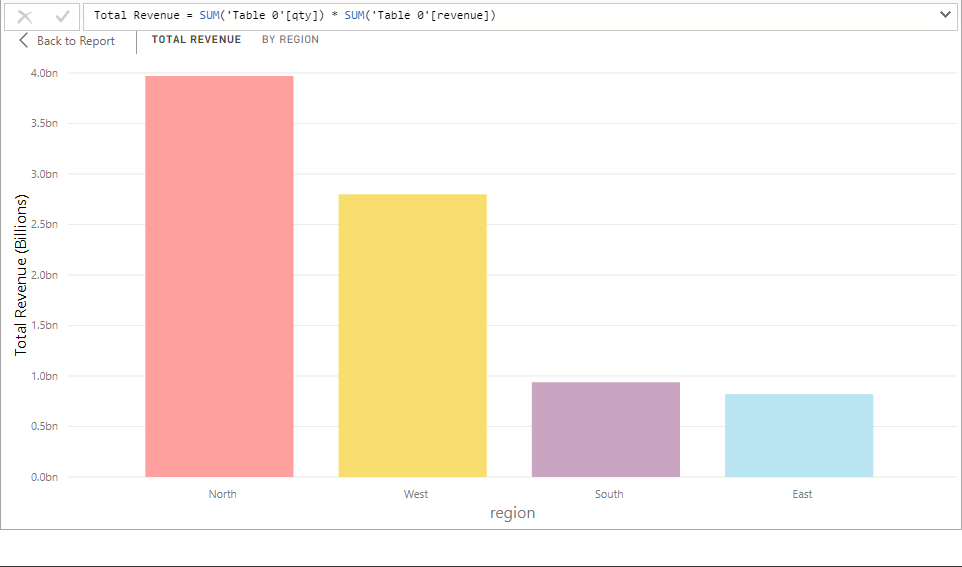 Total Revenue = SUM('Table 0'[qty]) * SUM('Table 0'[revenue])
Back to Report
TOTAL REVENUE
BY REGION
Total Revenue (Billions)
4.0bn
3.5bn
3.0bn
2.5bn
2.0bn
1.5bn
1.0bn
0.5bn
0.0bn
North
West
South
East
region